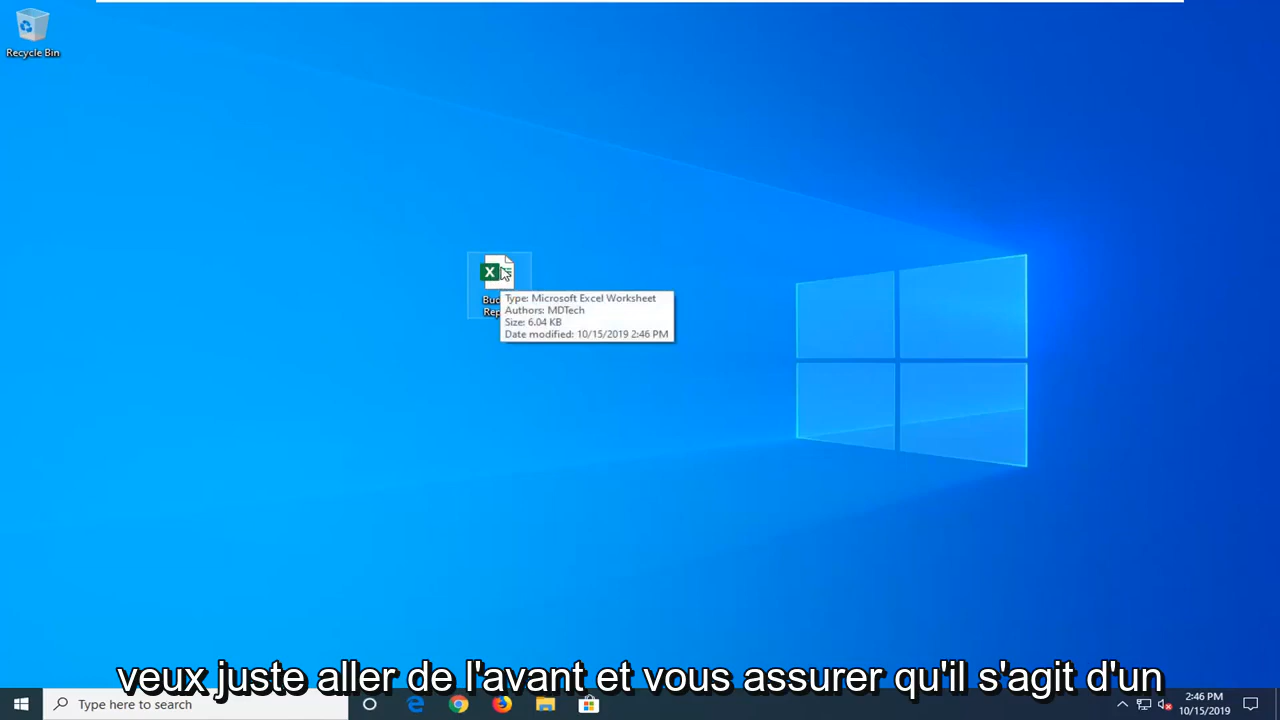 Recycle Bin
X
Type: Microsoft Excel Worksheet
Authors: MDTech
Size: 6.04 KB
Date modified: 10/15/2019 2:46 PM
veux juste aller de l'avant et vous assurer qu'il s'agit d'un
Type here to search
2:46 PM
10/15/2019